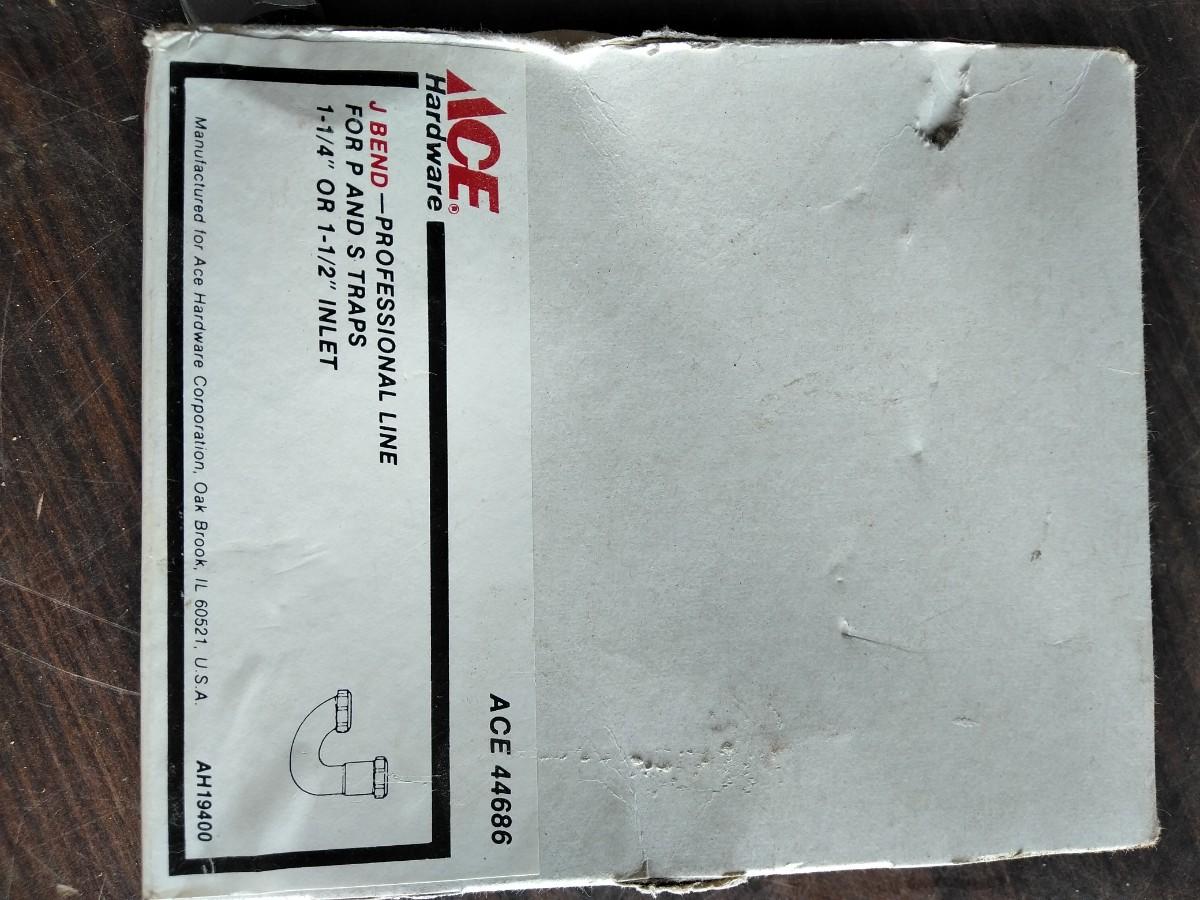 ACE
Hardware®
ACE 44686
J BEND—PROFESSIONAL LINE
FOR P AND S TRAPS
1-1/4" OR 1-1/2" INLET
Manufactured for Ace Hardware Corporation, Oak Brook, IL 60521, U.S.A.
AH19400